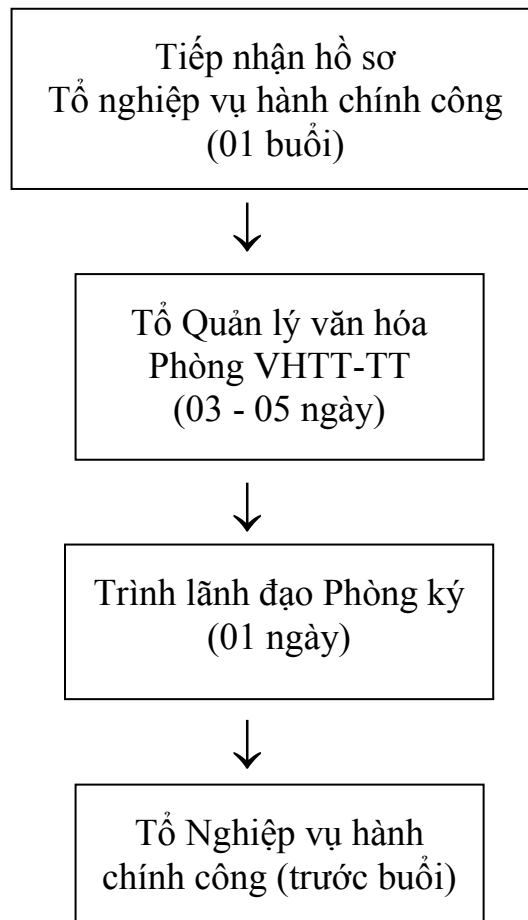 Tiếp nhận hồ sơ
Tổ nghiệp vụ hành chính công
(01 buổi)
Tổ Quản lý văn hóa
Phòng VHTT-TT
(03 - 05 ngày)
Trình lãnh đạo Phòng ký
(01 ngày)
Tổ Nghiệp vụ hành
chính công (trước buổi)